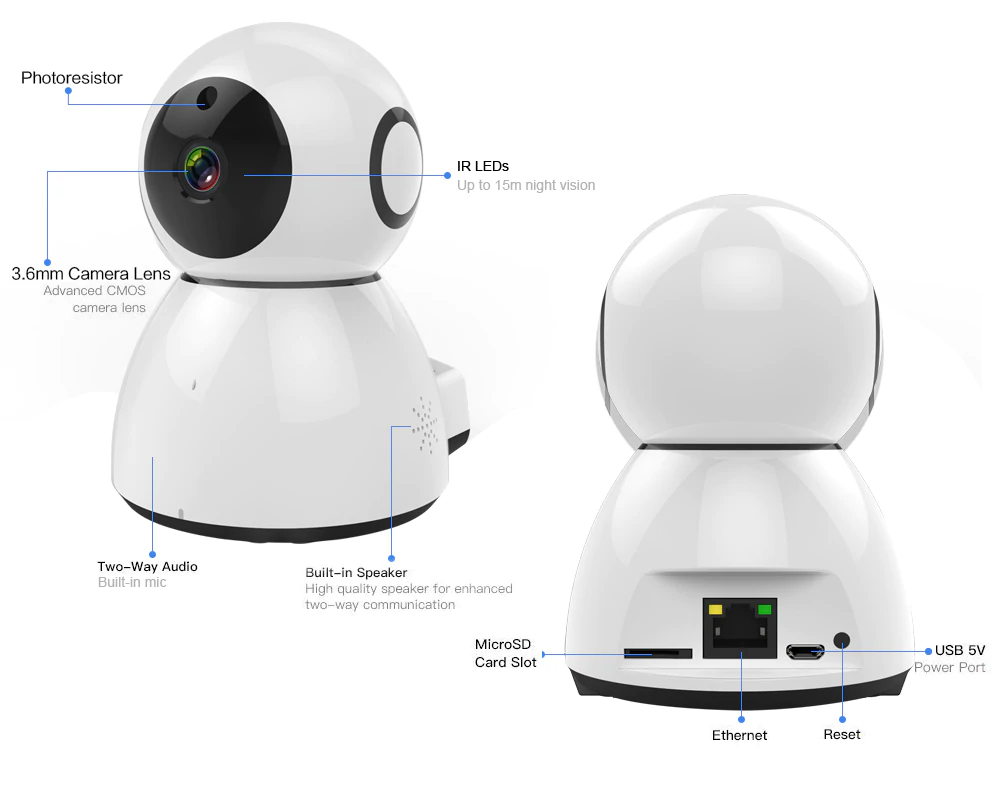 Photoresistor
IR LEDs
Up to 15m night vision
3.6mm Camera Lens
Advanced CMOS
camera lens
Two-Way Audio
Built-in mic
Built-in Speaker
High quality speaker for enhanced
two-way communication
MicroSD
Card Slot
USB 5V
Power Port
Ethernet
Reset